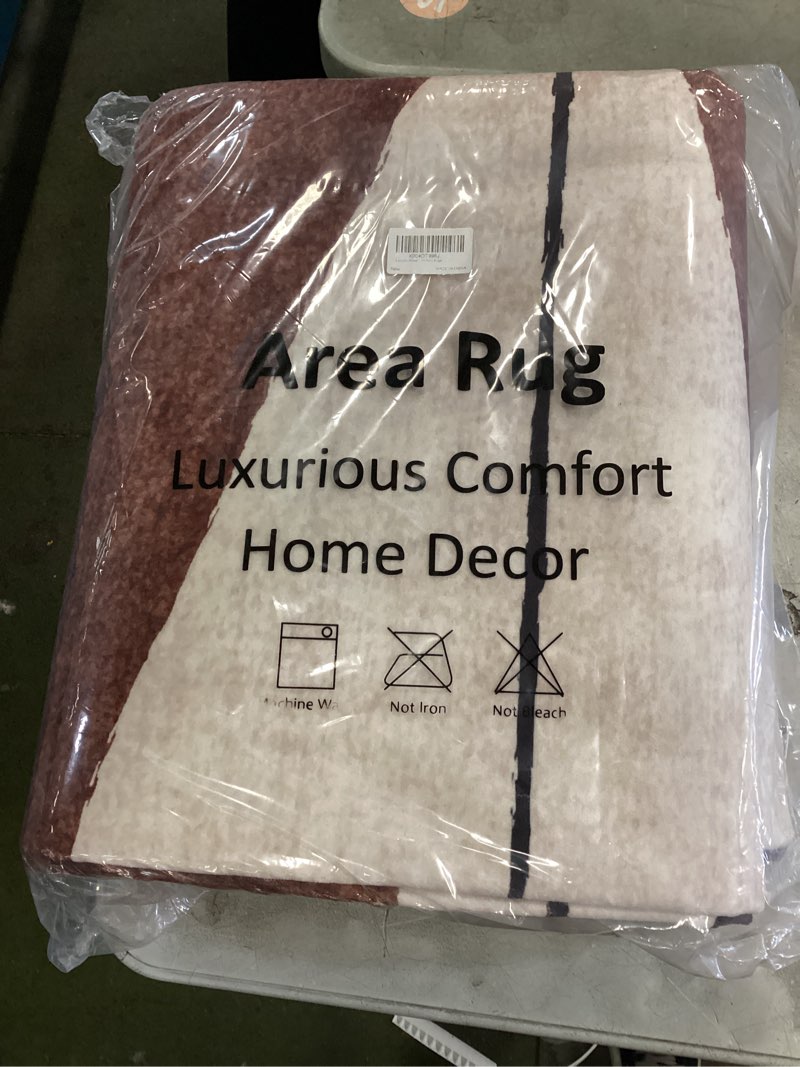 Area Rug
Luxurious Comfort
Home Decor
Not Iron
Not Bleach